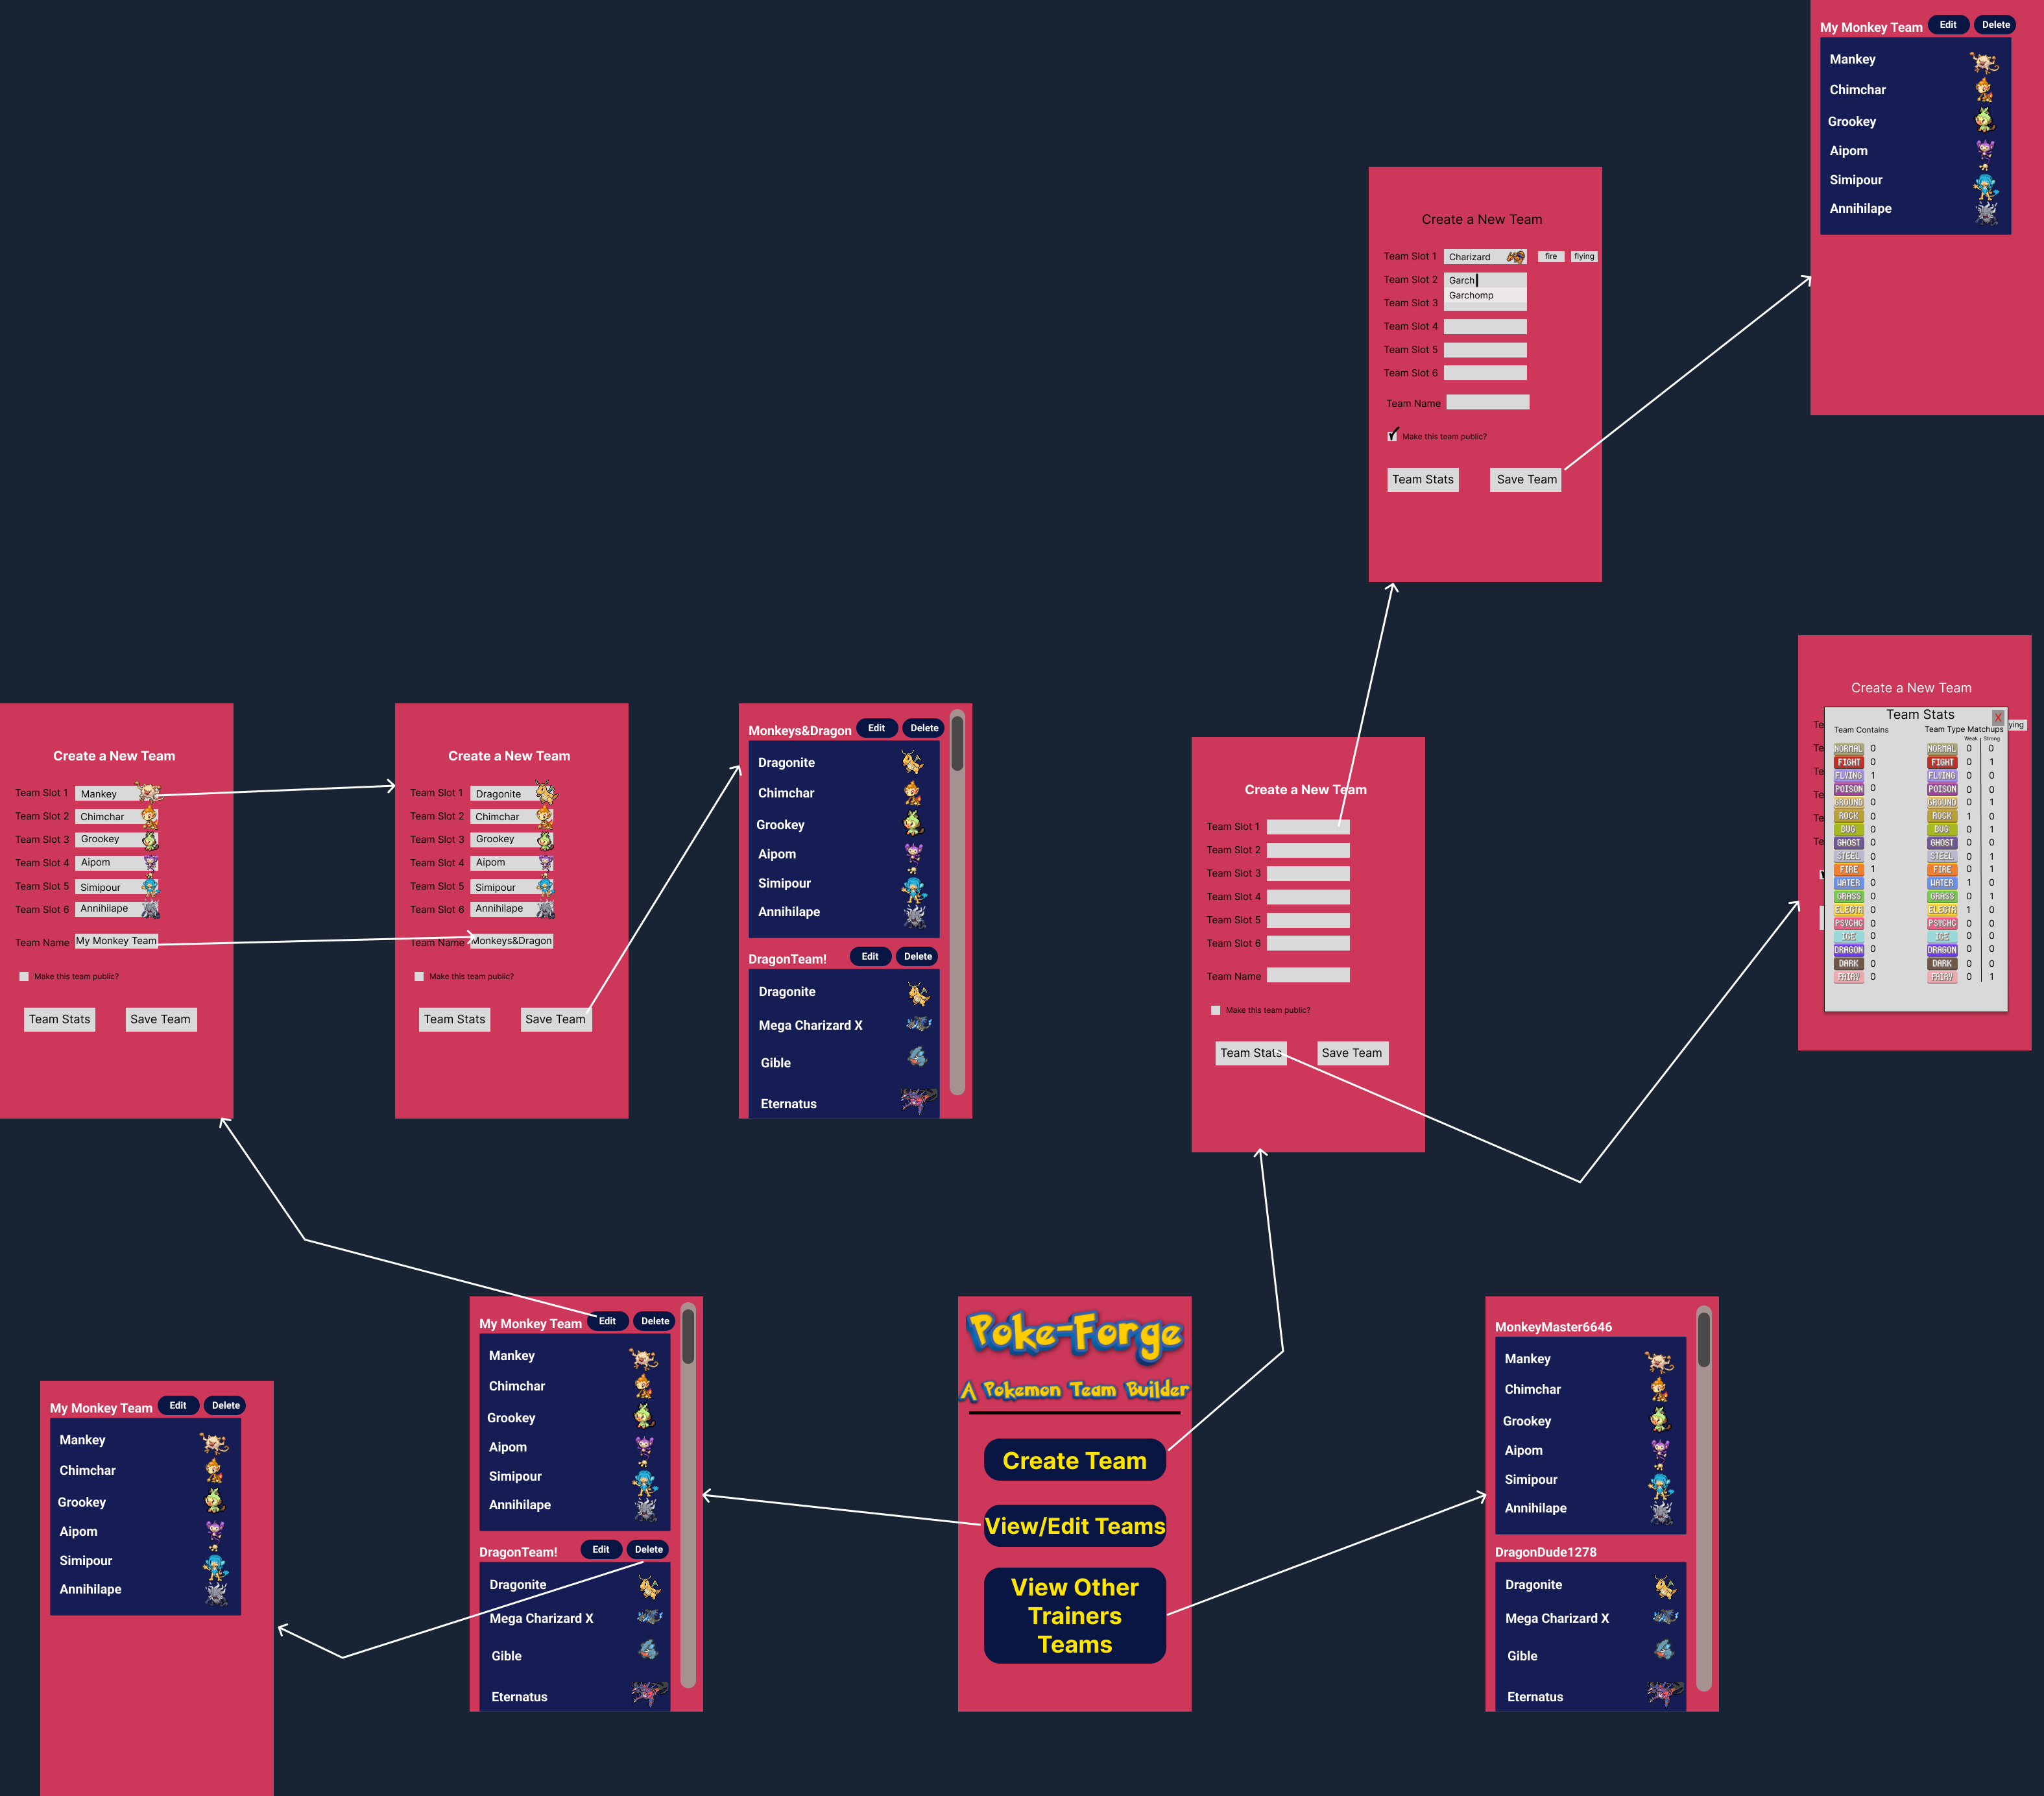 My Monkey Team Edit Delete
Mankey
Chimchar
Grookey
Aipom
Simipour
Annihilape
Create a New Team
Team Slot 1 Charizard fire flying
Team Slot 2 Garch
Garchomp
Team Slot 3
Team Slot 4
Team Slot 5
Team Slot 6
Team Name
Make this team public?
Team Stats Save Team
Create a New Team
Team Stats X
Te ying
Team Contains Team Type Matchups
Weak Strong
Te NORMAL 0 NORMAL 0 0
FIGHT 0 FIGHT 0 1
Te FLYING 1 FLYING 0 0
POISON 0 POISON 0 0
Te GROUND 0 GROUND 0 1
ROCK 0 ROCK 1 0
Te BUG 0 BUG 0 1
Te GHOST 0 GHOST 0 0
STEEL 0 STEEL 0 1
FIRE 1 FIRE 0 1
WATER 0 WATER 1 0
GRASS 0 GRASS 0 1
ELECTR 0 ELECTR 1 0
PSYCHC 0 PSYCHC 0 0
ICE 0 ICE 0 0
DRAGON 0 DRAGON 0 0
DARK 0 DARK 0 0
FAIRY 0 FAIRY 0 1
Create a New Team
Team Slot 1 Mankey
Team Slot 2 Chimchar
Team Slot 3 Grookey
Team Slot 4 Aipom
Team Slot 5 Simipour
Team Slot 6 Annihilape
Team Name My Monkey Team
Make this team public?
Team Stats Save Team
Create a New Team
Team Slot 1 Dragonite
Team Slot 2 Chimchar
Team Slot 3 Grookey
Team Slot 4 Aipom
Team Slot 5 Simipour
Team Slot 6 Annihilape
Team Name Monkeys&Dragon
Make this team public?
Team Stats Save Team
Monkeys&Dragon Edit Delete
Dragonite
Chimchar
Grookey
Aipom
Simipour
Annihilape
DragonTeam! Edit Delete
Dragonite
Mega Charizard X
Gible
Eternatus
Create a New Team
Team Slot 1
Team Slot 2
Team Slot 3
Team Slot 4
Team Slot 5
Team Slot 6
Team Name
Make this team public?
Team Stats Save Team
My Monkey Team Edit Delete
Mankey
Chimchar
Grookey
Aipom
Simipour
Annihilape
My Monkey Team Edit Delete
Mankey
Chimchar
Grookey
Aipom
Simipour
Annihilape
DragonTeam! Edit Delete
Dragonite
Mega Charizard X
Gible
Eternatus
Poke-Forge
A Pokemon Team Builder
Create Team
View/Edit Teams
View Other
Trainers
Teams
MonkeyMaster6646
Mankey
Chimchar
Grookey
Aipom
Simipour
Annihilape
DragonDude1278
Dragonite
Mega Charizard X
Gible
Eternatus